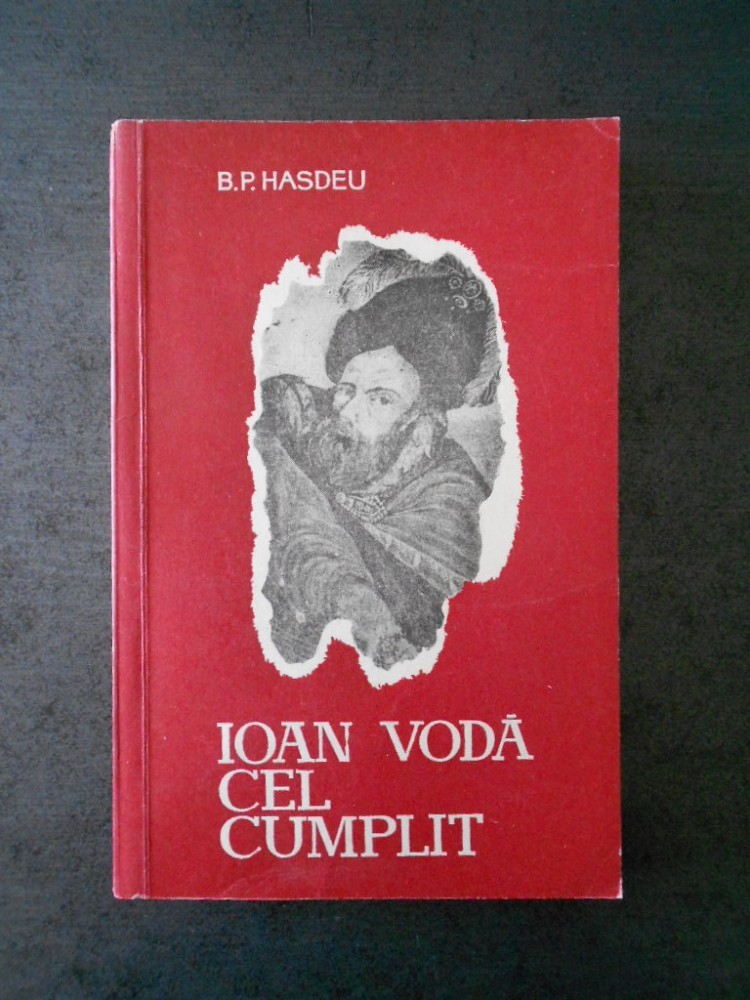 B.P. HASDEU
IOAN VODĂ
CEL
CUMPLIT